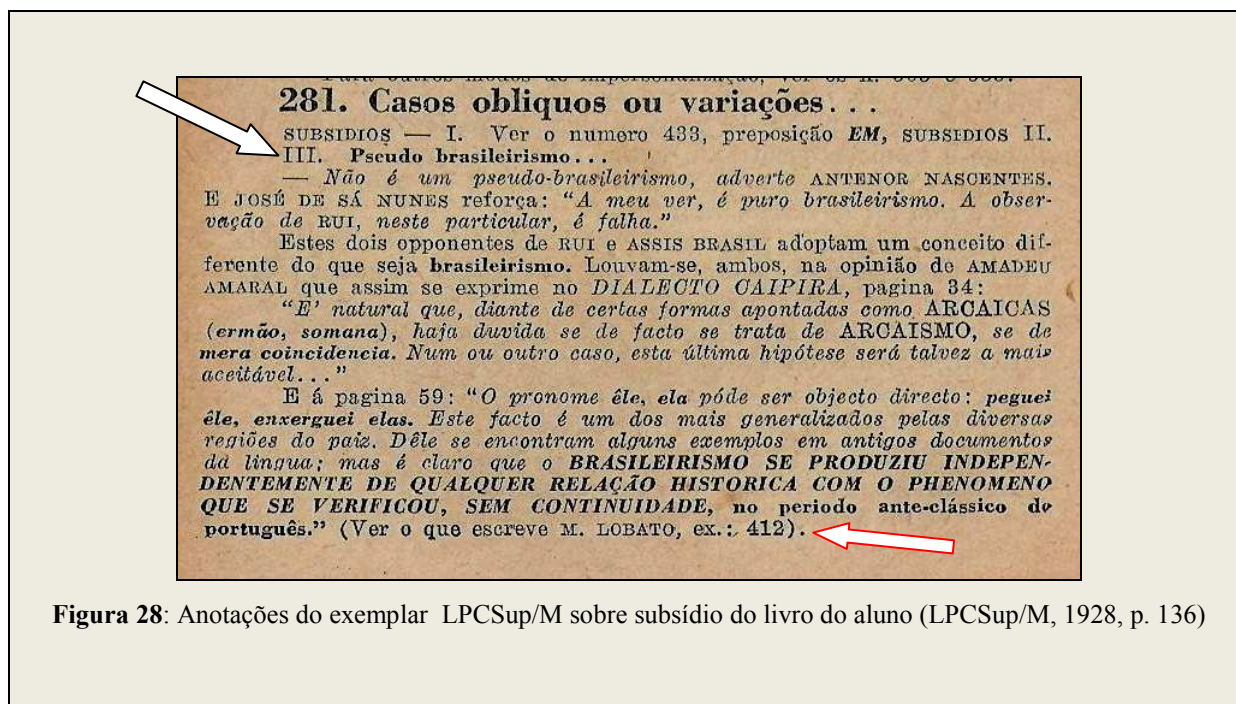 Para outros modos de impersonalização, ver os n.
281. Casos obliquos ou variações...
SUBSIDIOS — I. Ver o numero 433, preposição EM, SUBSIDIOS II.
III. Pseudo brasileirismo...
— Não é um pseudo-brasileirismo, adverte ANTENOR NASCENTES.
E JOSÉ DE SÁ NUNES reforça: "A meu ver, é puro brasileirismo. A obser-
vação de RUI, neste particular, é falha."
Estes dois opponentes de RUI e ASSIS BRASIL adoptam um conceito dif-
ferente do que seja brasileirismo. Louvam-se, ambos, na opinião de AMADEU
AMARAL que assim se exprime no DIALECTO CAIPIRA, pagina 34:
"E' natural que, diante de certas formas apontadas como ARCAICAS
(ermão, somana), haja duvida se de facto se trata de ARCAISMO, se de
mera coincidencia. Num ou outro caso, esta última hipótese será talvez a mais
aceitável..."
E á pagina 59: "O pronome êle, ela póde ser objecto directo: peguei
êle, enxerguei elas. Este facto é um dos mais generalizados pelas diversas
regiões do paiz. Dêle se encontram alguns exemplos em antigos documentos
da lingua; mas é claro que o BRASILEIRISMO SE PRODUZIU INDEPEN-
DENTEMENTE DE QUALQUER RELAÇÃO HISTORICA COM O PHENOMENO
QUE SE VERIFICOU, SEM CONTINUIDADE, no periodo ante-clássico do
português." (Ver o que escreve M. LOBATO, ex.: 412).
Figura 28: Anotações do exemplar LPCSup/M sobre subsídio do livro do aluno (LPCSup/M, 1928, p. 136)